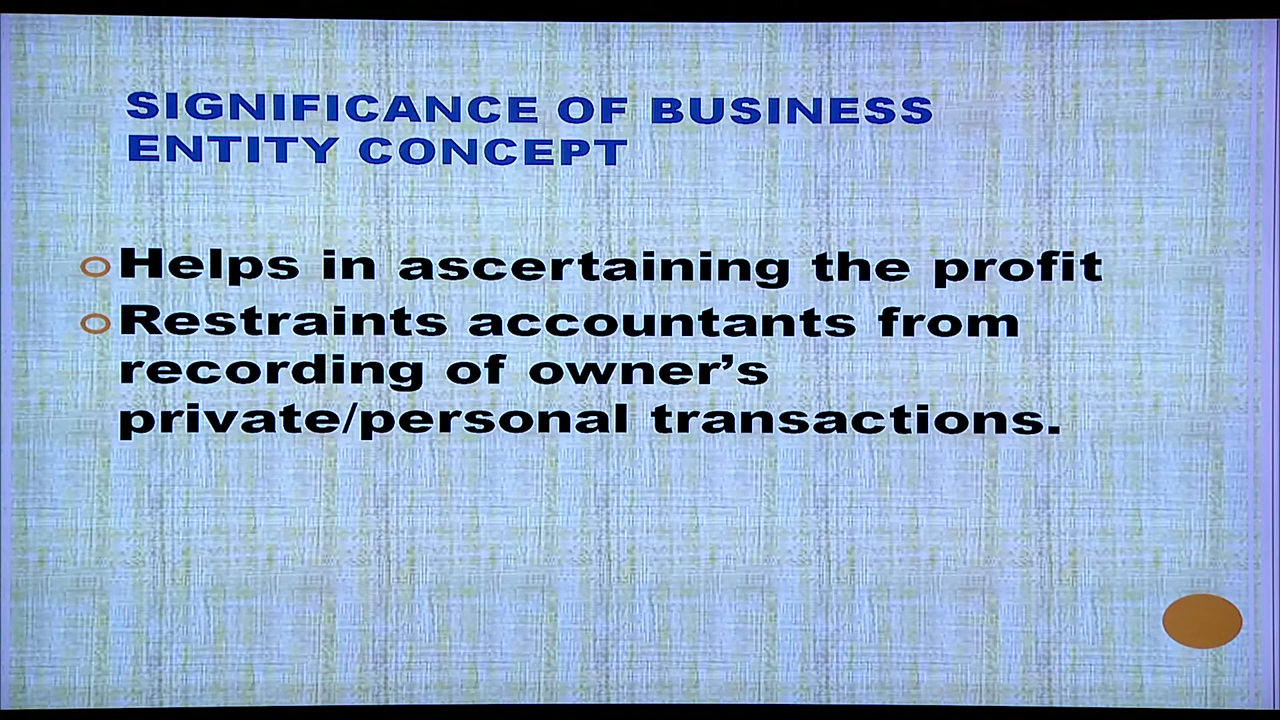 SIGNIFICANCE OF BUSINESS
ENTITY CONCEPT
Helps in ascertaining the profit
Restraints accountants from
recording of owner's
private/personal transactions.